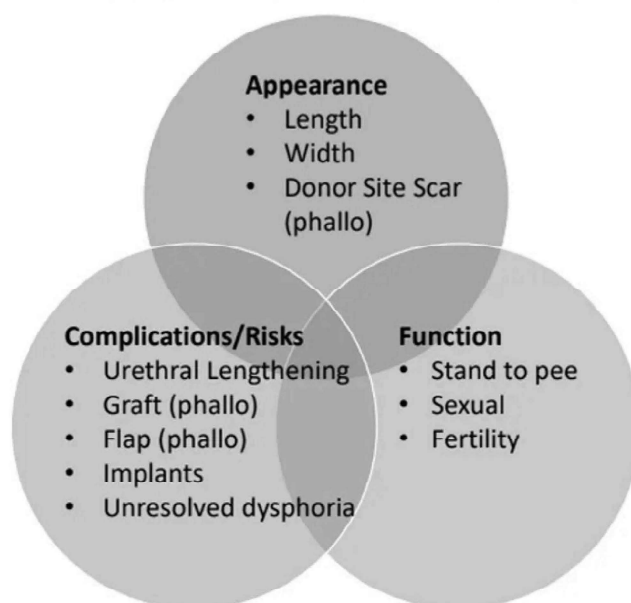 Appearance
• Length
• Width
• Donor Site Scar
(phallo)
Complications/Risks
• Urethral Lengthening
• Graft (phallo)
• Flap (phallo)
• Implants
• Unresolved dysphoria
Function
• Stand to pee
• Sexual
• Fertility